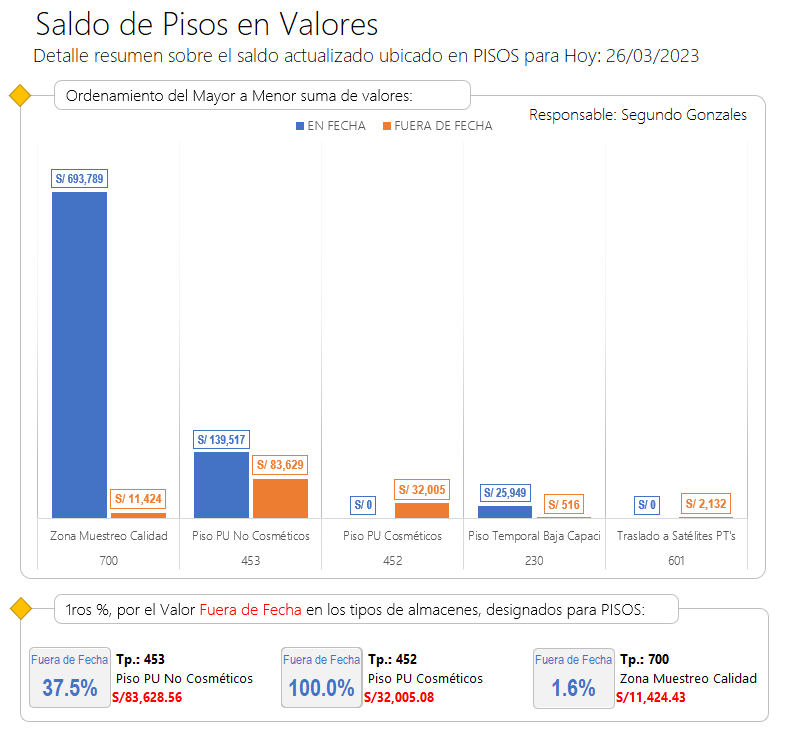 Saldo de Pisos en Valores
Detalle resumen sobre el saldo actualizado ubicado en PISOS para Hoy: 26/03/2023
Ordenamiento del Mayor a Menor suma de valores:
Responsable: Segundo Gonzales
EN FECHA FUERA DE FECHA
S/ 693,789
S/ 11,424
S/ 139,517
S/ 83,629
S/ 0
S/ 32,005
S/ 25,949
S/ 516
S/ 0
S/ 2,132
Zona Muestreo Calidad
Piso PU No Cosméticos
Piso PU Cosméticos
Piso Temporal Baja Capaci
Traslado a Satélites PT's
700
453
452
230
601
1ros %, por el Valor Fuera de Fecha en los tipos de almacenes, designados para PISOS:
Fuera de Fecha
37.5%
Tp.: 453
Piso PU No Cosméticos
S/83,628.56
Fuera de Fecha
100.0%
Tp.: 452
Piso PU Cosméticos
S/32,005.08
Fuera de Fecha
1.6%
Tp.: 700
Zona Muestreo Calidad
S/11,424.43